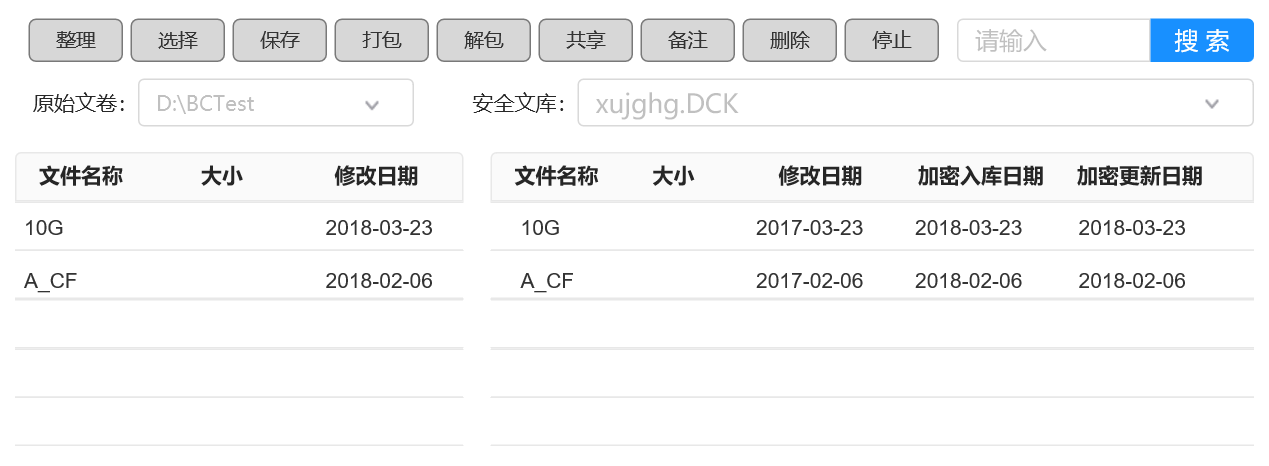 整理 选择 保存 打包 解包 共享 备注 删除 停止 请输入 搜 索
原始文卷： D:\BCTest 安全文库： xujghg.DCK
文件名称 大小 修改日期 文件名称 大小 修改日期 加密入库日期 加密更新日期
10G 2018-03-23 10G 2017-03-23 2018-03-23 2018-03-23
A_CF 2018-02-06 A_CF 2017-02-06 2018-02-06 2018-02-06